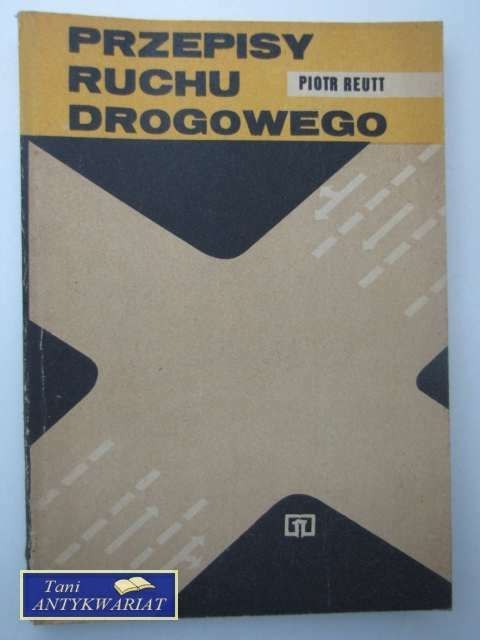 PRZEPISY
RUCHU
PIOTR REUTT
DROGOWEGO
Tani
ANTYKWARIAT